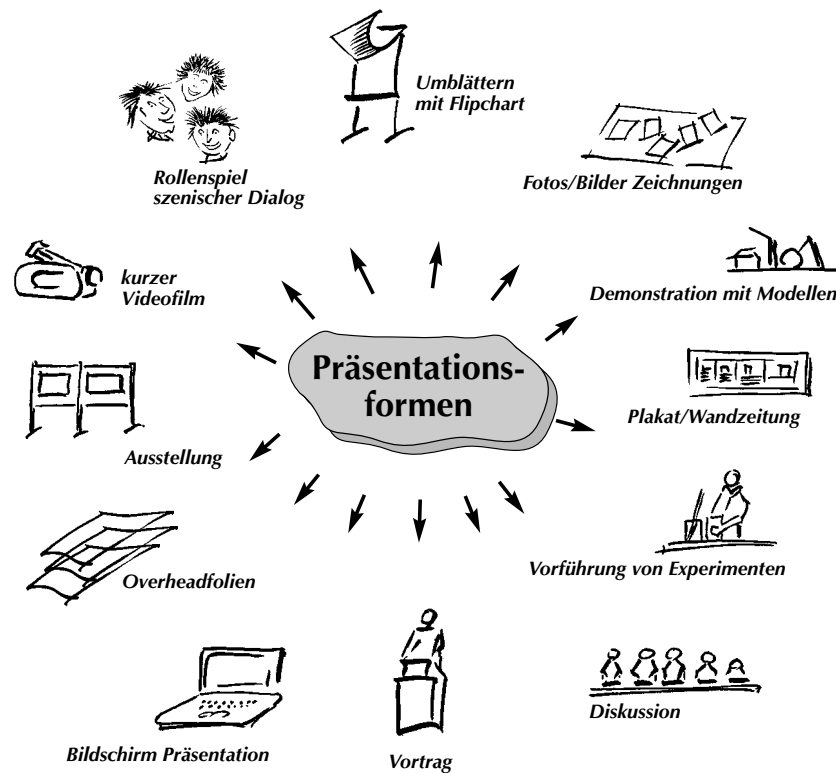 Umblättern
mit Flipchart
Rollenspiel
szenischer Dialog
Fotos/Bilder Zeichnungen
kurzer
Videofilm
Demonstration mit Modellen
Präsentations-
formen
Plakat/Wandzeitung
Ausstellung
Overheadfolien
Vorführung von Experimenten
Diskussion
Bildschirm Präsentation
Vortrag